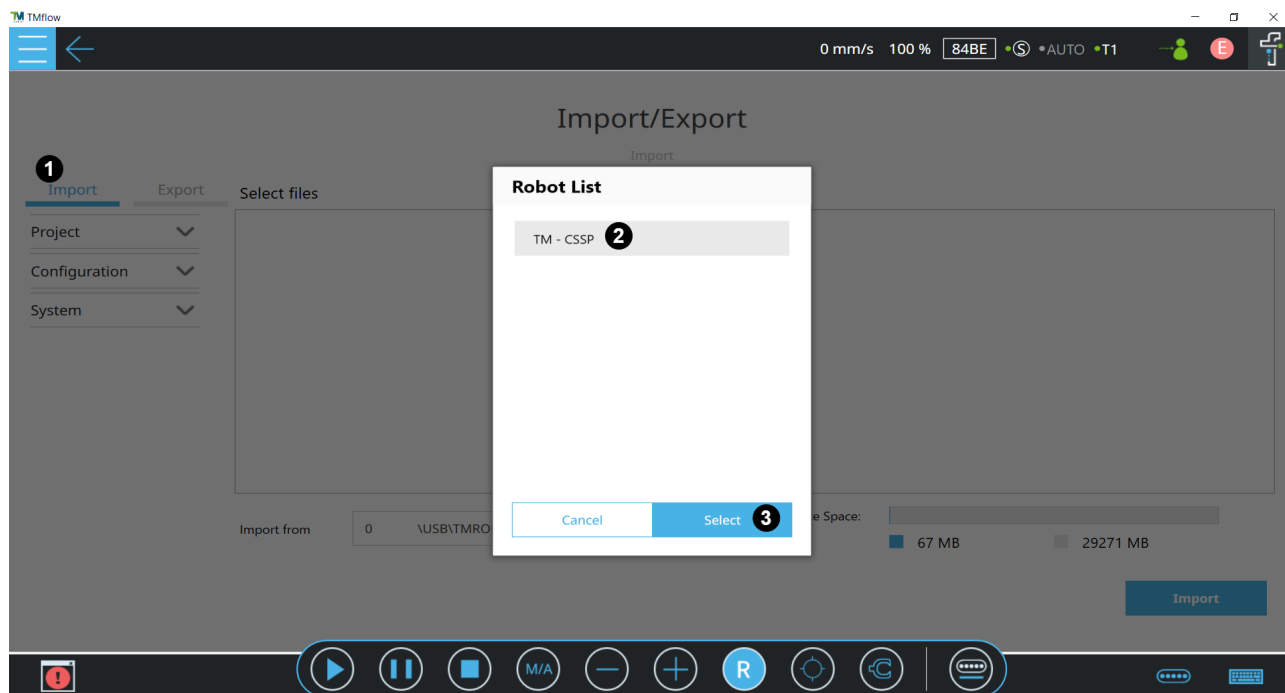 TM TMflow
0 mm/s 100 % 84BE S AUTO T1 E
Import/Export
Import
1
Import Export Select files
Robot List
Project
TM - CSSP 2
Configuration
System
Cancel Select 3
Import from 0 \USB\TMRO
e Space:
67 MB 29271 MB
Import
M/A R